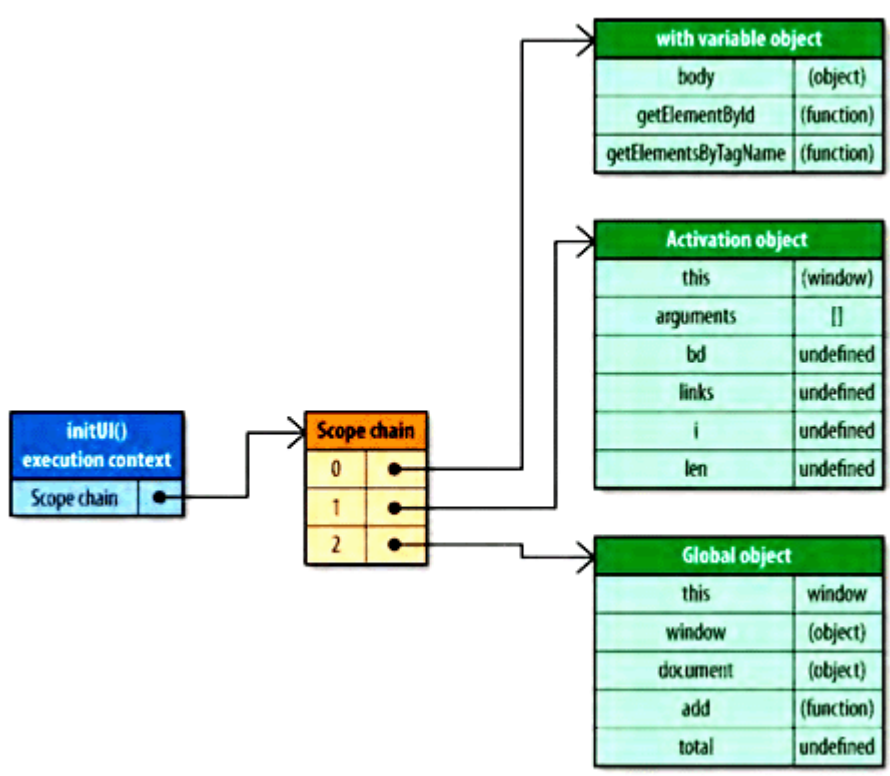 with variable object
body (object)
getElementById (function)
getElementsByTagName (function)
Activation object
this (window)
arguments []
bd undefined
links undefined
i undefined
len undefined
initUI()
execution context
Scope chain
Scope chain
0
1
2
Global object
this window
window (object)
document (object)
add (function)
total undefined